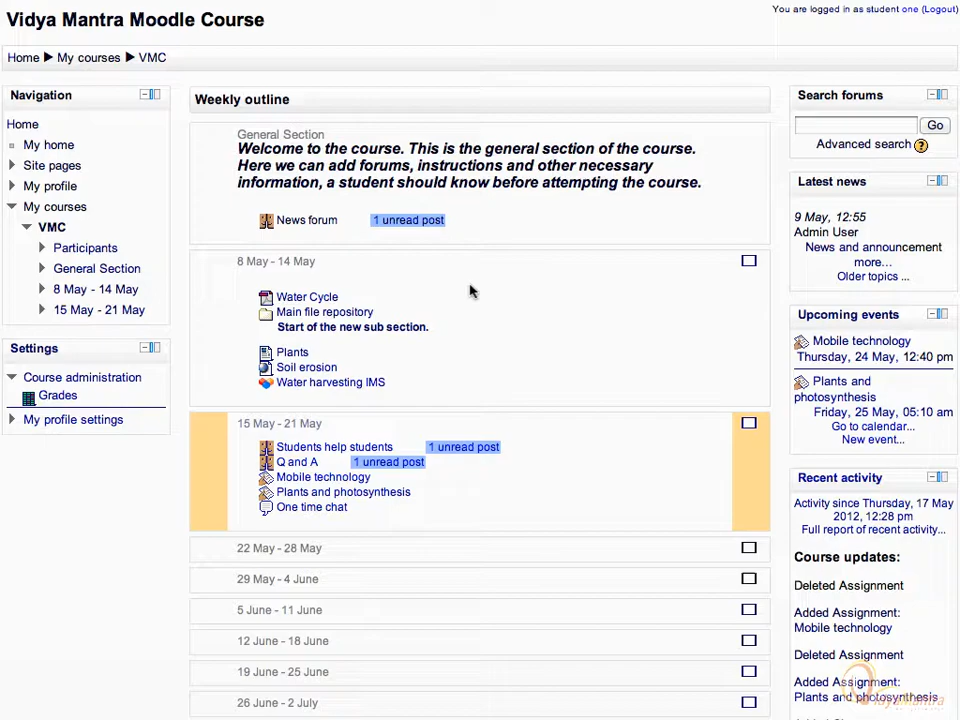 Vidya Mantra Moodle Course
You are logged in as student one (Logout)
Home ▶ My courses ▶ VMC
Navigation
Home
My home
Site pages
My profile
My courses
VMC
Participants
General Section
8 May - 14 May
15 May - 21 May
Settings
Course administration
Grades
My profile settings
Weekly outline
General Section
Welcome to the course. This is the general section of the course.
Here we can add forums, instructions and other necessary
information, a student should know before attempting the course.
News forum 1 unread post
8 May - 14 May
Water Cycle
Main file repository
Start of the new sub section.
Plants
Soil erosion
Water harvesting IMS
15 May - 21 May
Students help students 1 unread post
Q and A 1 unread post
Mobile technology
Plants and photosynthesis
One time chat
22 May - 28 May
29 May - 4 June
5 June - 11 June
12 June - 18 June
19 June - 25 June
26 June - 2 July
Search forums
Go
Advanced search
Latest news
9 May, 12:55
Admin User
News and announcement
more...
Older topics ...
Upcoming events
Mobile technology
Thursday, 24 May, 12:40 pm
Plants and
photosynthesis
Friday, 25 May, 05:10 am
Go to calendar...
New event...
Recent activity
Activity since Thursday, 17 May
2012, 12:28 pm
Full report of recent activity...
Course updates:
Deleted Assignment
Added Assignment:
Mobile technology
Deleted Assignment
Added Assignment:
Plants and photosynthesis